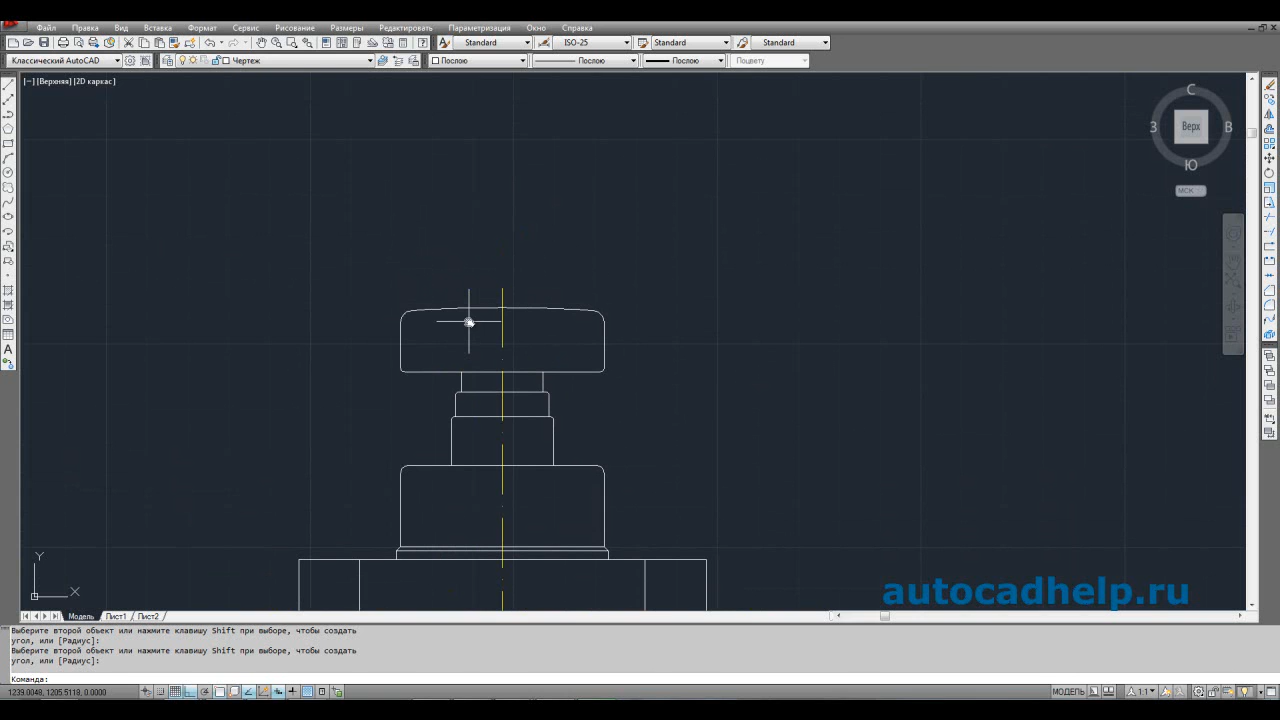 Файл Правка Вид Вставка Формат Сервис Рисование Размеры Редактировать Параметризация Окно Справка
Standard ISO-25 Standard Standard
Классический AutoCAD Чертеж Послою Послою Послою Поцвету
[−][Верхняя][2D каркас]
С
З Верх В
Ю
МСК
Y
X
autocadhelp.ru
Модель Лист1 Лист2
Выберите второй объект или нажмите клавишу Shift при выборе, чтобы создать
угол, или [Радиус]:
Выберите второй объект или нажмите клавишу Shift при выборе, чтобы создать
угол, или [Радиус]:
Команда:
1239.0048, 1205.5118, 0.0000 МОДЕЛЬ 1:1